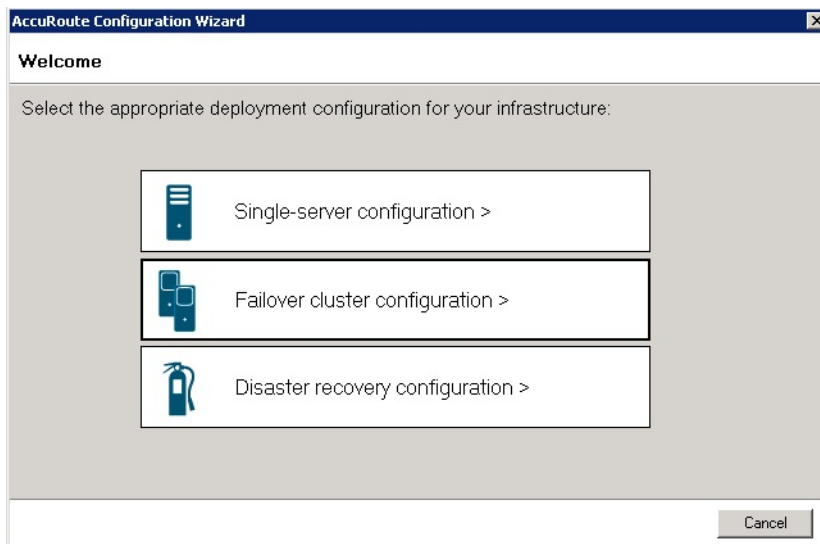 AccuRoute Configuration Wizard
Welcome
Select the appropriate deployment configuration for your infrastructure:
Single-server configuration >
Failover cluster configuration >
Disaster recovery configuration >
Cancel